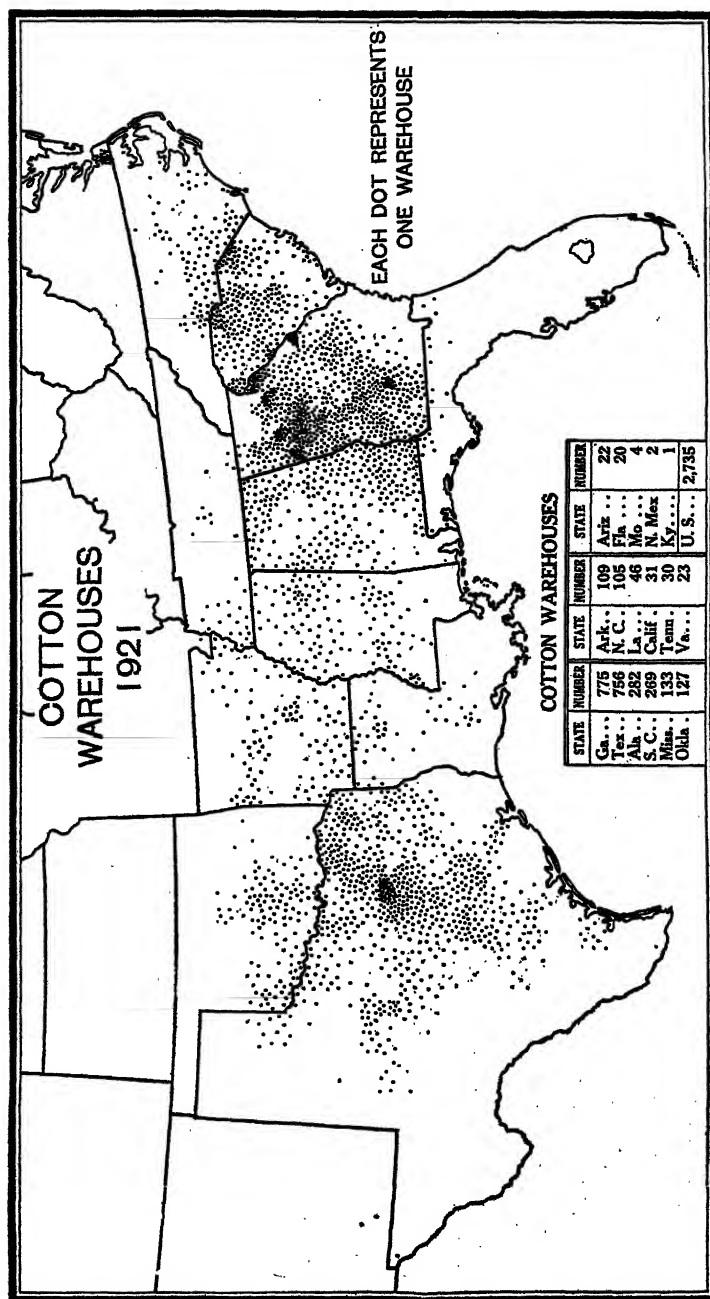 COTTON
WAREHOUSES
1921
EACH DOT REPRESENTS
ONE WAREHOUSE
COTTON WAREHOUSES
STATE NUMBER STATE NUMBER STATE NUMBER
Ga... 775 Ark.. 109 Ariz .. 22
Tex.. 756 N. C. 105 Fla ... 20
Ala.. 282 La... 46 Mo ... 4
S. C.. 269 Calif. 31 N. Mex 2
Miss. 133 Tenn 30 Ky.... 1
Okla. 127 Va... 23 U. S... 2,735